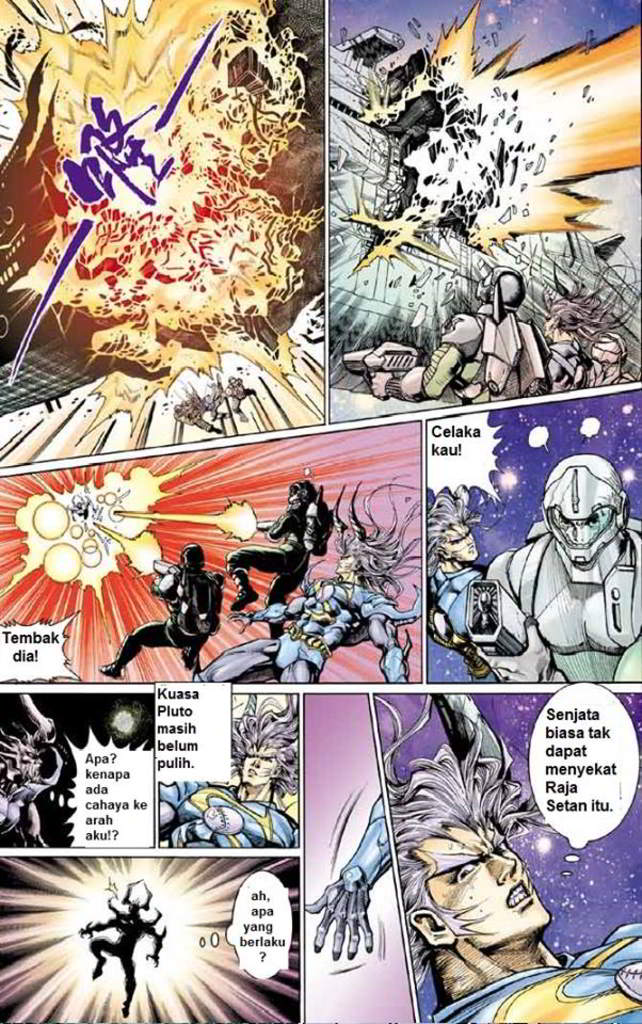 Celaka
kau!
Tembak
dia!
Kuasa
Pluto
masih
belum
pulih.
Apa?
kenapa
ada
cahaya ke
arah
aku!?
Senjata
biasa tak
dapat
menyekat
Raja
Setan itu.
ah,
apa
yang
berlaku
?